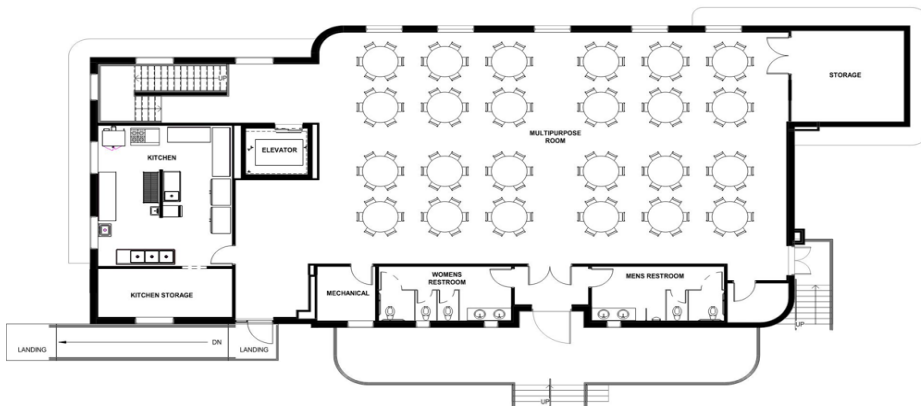 UP
STORAGE
MULTIPURPOSE
ROOM
ELEVATOR
KITCHEN
WOMENS
RESTROOM
MENS RESTROOM
MECHANICAL
KITCHEN STORAGE
UP
DN
LANDING
LANDING
UP